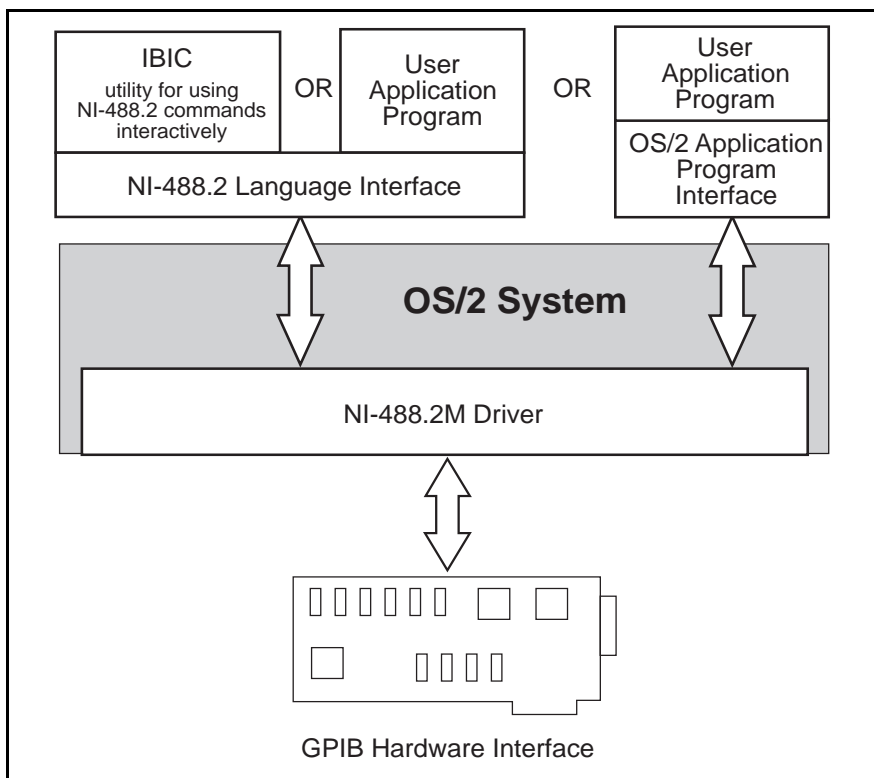 IBIC
utility for using
NI-488.2 commands
interactively
OR
User
Application
Program
NI-488.2 Language Interface
OR
User
Application
Program
OS/2 Application
Program
Interface
OS/2 System
NI-488.2M Driver
GPIB Hardware Interface